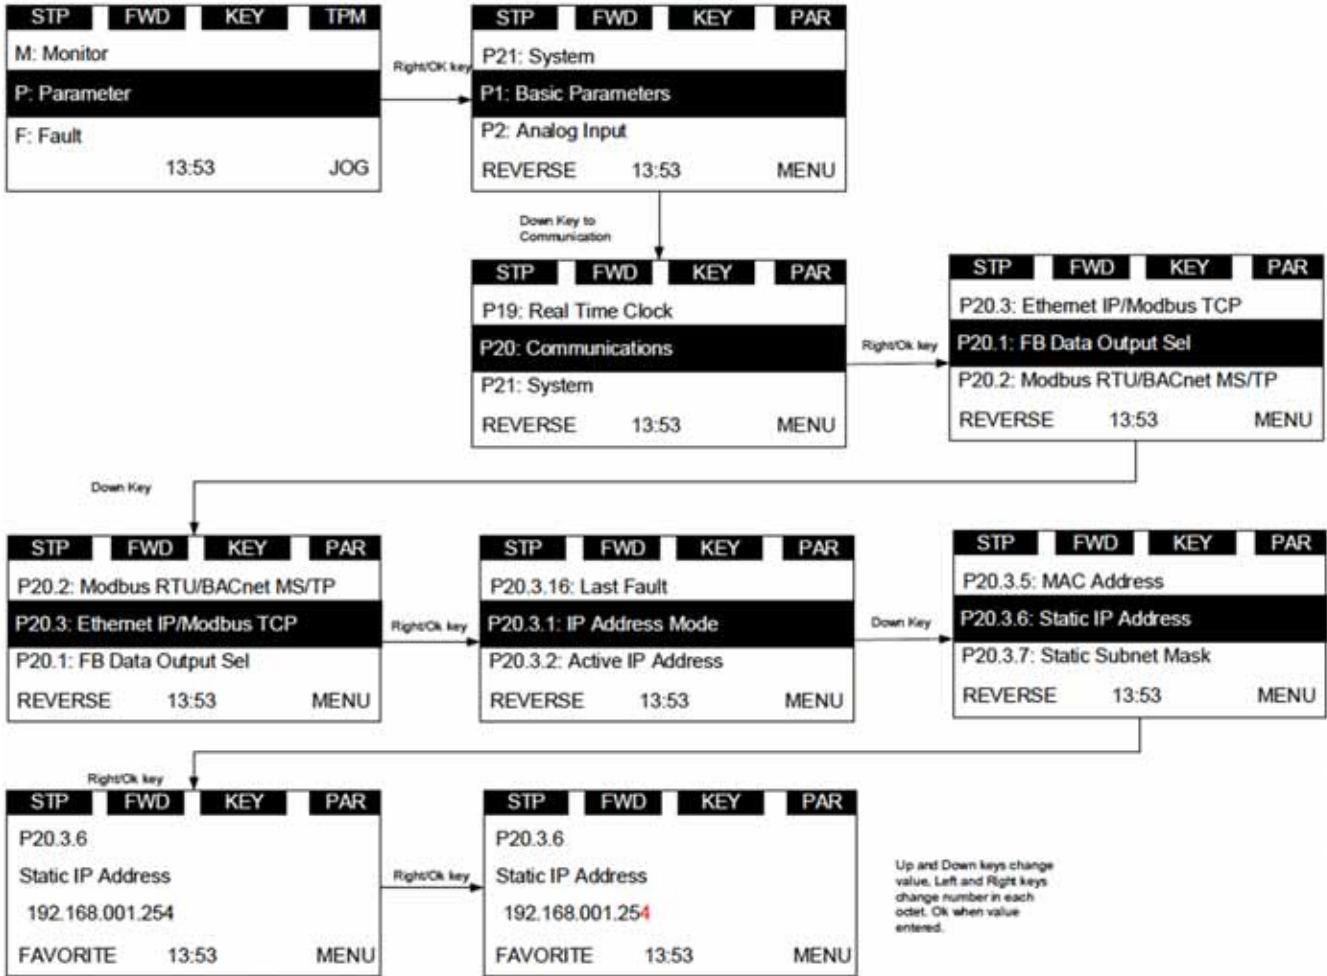 STP FWD KEY TPM
M: Monitor
P: Parameter
F: Fault
13:53 JOG
Right/OK key
STP FWD KEY PAR
P21: System
P1: Basic Parameters
P2: Analog Input
REVERSE 13:53 MENU
Down Key to
Communication
STP FWD KEY PAR
P19: Real Time Clock
P20: Communications
P21: System
REVERSE 13:53 MENU
Right/Ok key
STP FWD KEY PAR
P20.3: Ethernet IP/Modbus TCP
P20.1: FB Data Output Sel
P20.2: Modbus RTU/BACnet MS/TP
REVERSE 13:53 MENU
Down Key
STP FWD KEY PAR
P20.2: Modbus RTU/BACnet MS/TP
P20.3: Ethernet IP/Modbus TCP
P20.1: FB Data Output Sel
REVERSE 13:53 MENU
Right/Ok key
STP FWD KEY PAR
P20.3.16: Last Fault
P20.3.1: IP Address Mode
P20.3.2: Active IP Address
REVERSE 13:53 MENU
Down Key
STP FWD KEY PAR
P20.3.5: MAC Address
P20.3.6: Static IP Address
P20.3.7: Static Subnet Mask
REVERSE 13:53 MENU
Right/Ok key
STP FWD KEY PAR
P20.3.6
Static IP Address
192.168.001.254
FAVORITE 13:53 MENU
Right/Ok key
STP FWD KEY PAR
P20.3.6
Static IP Address
192.168.001.254
FAVORITE 13:53 MENU
Up and Down keys change
value, Left and Right keys
change number in each
octet. Ok when value
entered.